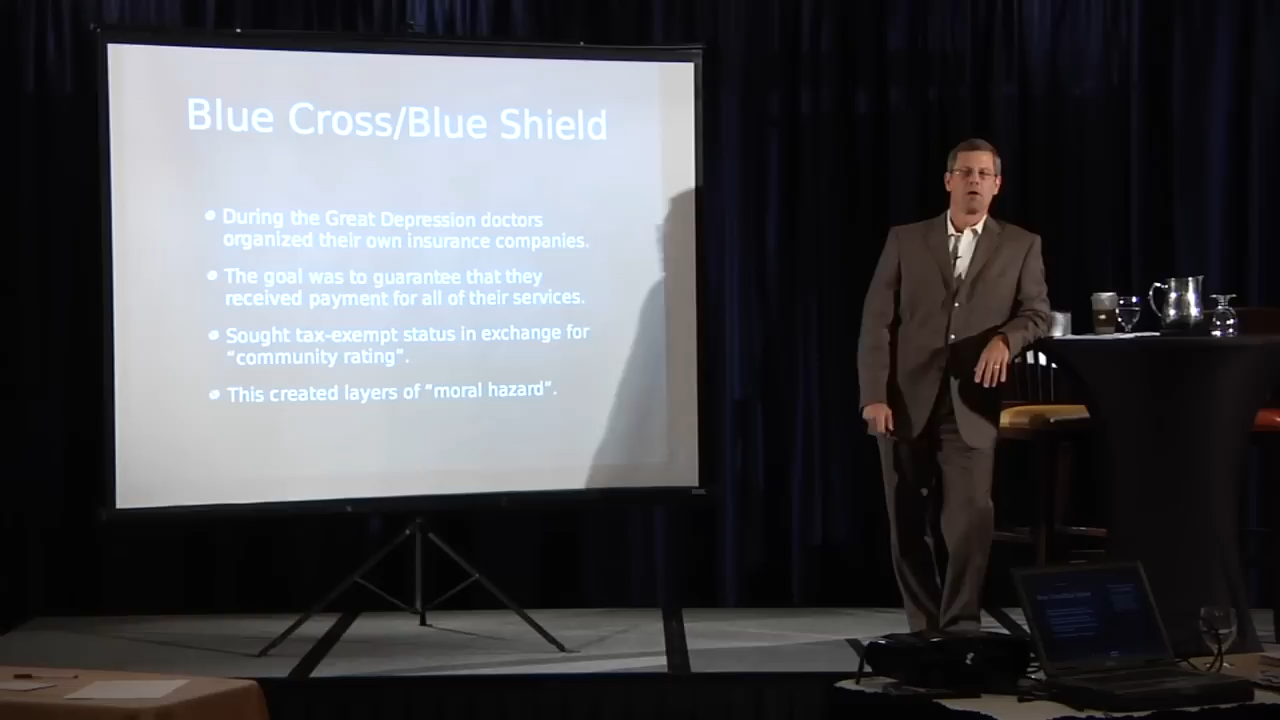 Blue Cross/Blue Shield
During the Great Depression doctors
organized their own insurance companies.
The goal was to guarantee that they
received payment for all of their services.
Sought tax-exempt status in exchange for
“community rating”.
This created layers of “moral hazard”.